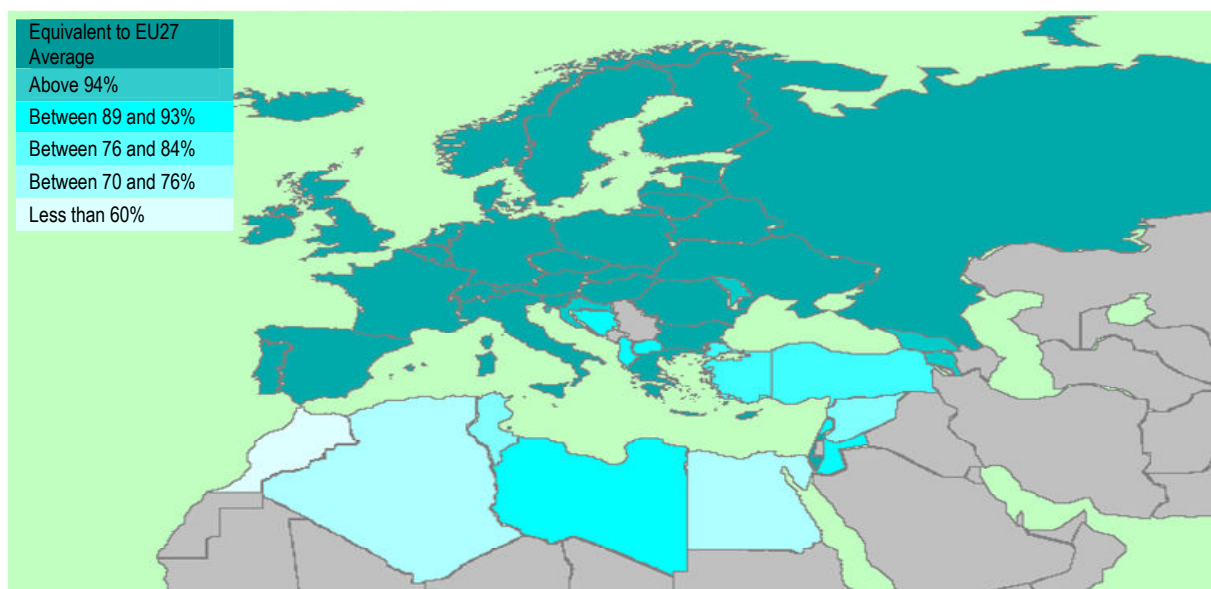 Equivalent to EU27
Average
Above 94%
Between 89 and 93%
Between 76 and 84%
Between 70 and 76%
Less than 60%